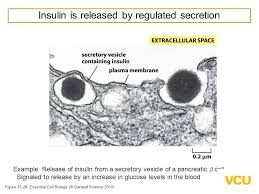 Insulin is released by regulated secretion
EXTRACELLULAR SPACE
secretory vesicle
containing insulin
plasma membrane
0.2 μm
Example: Release of insulin from a secretory vesicle of a pancreatic β
Signaled to release by an increase in glucose levels in the blood
VCU
Figure 15-28 Essential Cell Biology (© Garland Science 2010)